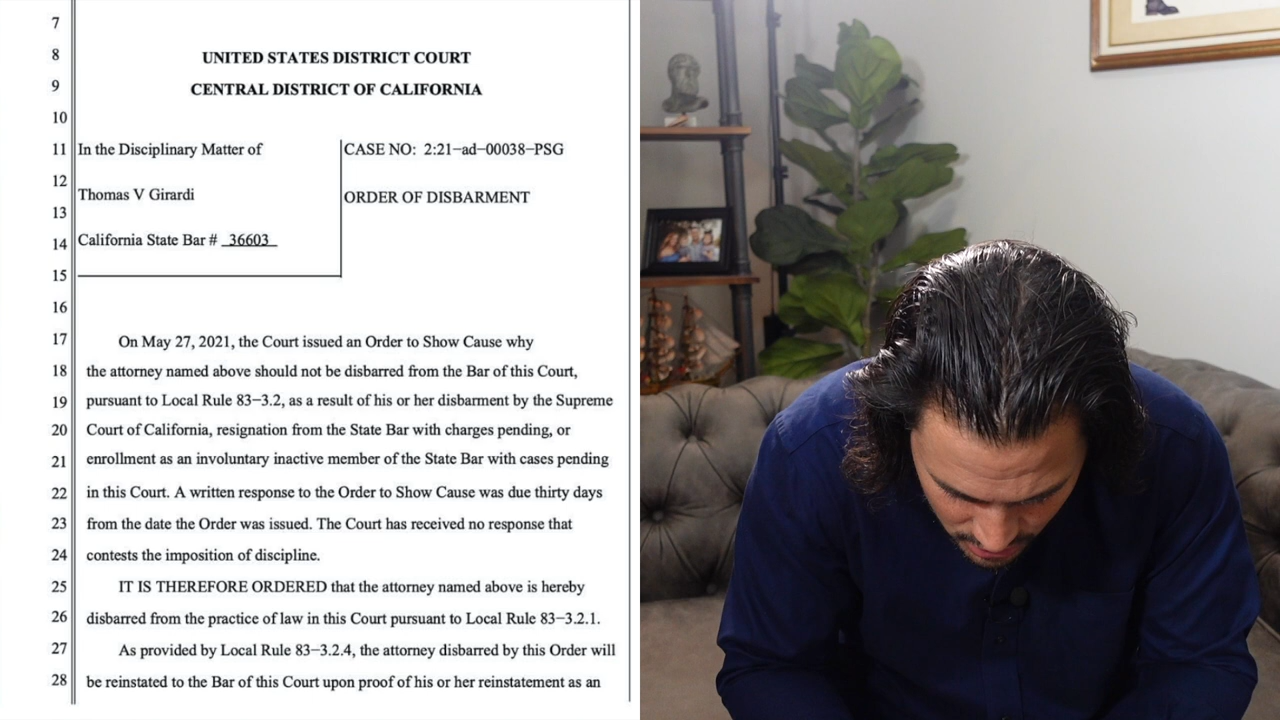 7
8 UNITED STATES DISTRICT COURT
9 CENTRAL DISTRICT OF CALIFORNIA
10
11 In the Disciplinary Matter of CASE NO: 2:21−ad−00038−PSG
12
Thomas V Girardi ORDER OF DISBARMENT
13
14 California State Bar # 36603
15
16
17 On May 27, 2021, the Court issued an Order to Show Cause why
18 the attorney named above should not be disbarred from the Bar of this Court,
19 pursuant to Local Rule 83−3.2, as a result of his or her disbarment by the Supreme
20 Court of California, resignation from the State Bar with charges pending, or
21 enrollment as an involuntary inactive member of the State Bar with cases pending
22 in this Court. A written response to the Order to Show Cause was due thirty days
23 from the date the Order was issued. The Court has received no response that
24 contests the imposition of discipline.
25 IT IS THEREFORE ORDERED that the attorney named above is hereby
26 disbarred from the practice of law in this Court pursuant to Local Rule 83−3.2.1.
27 As provided by Local Rule 83−3.2.4, the attorney disbarred by this Order will
28 be reinstated to the Bar of this Court upon proof of his or her reinstatement as an